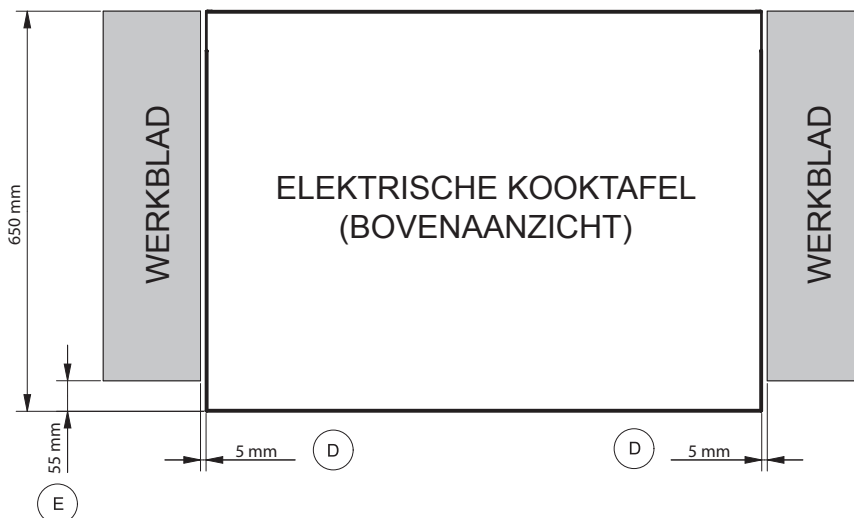 WERKBLAD
ELEKTRISCHE KOOKTAFEL
(BOVENAANZICHT)
WERKBLAD
650 mm
55 mm
E
5 mm
D
D
5 mm